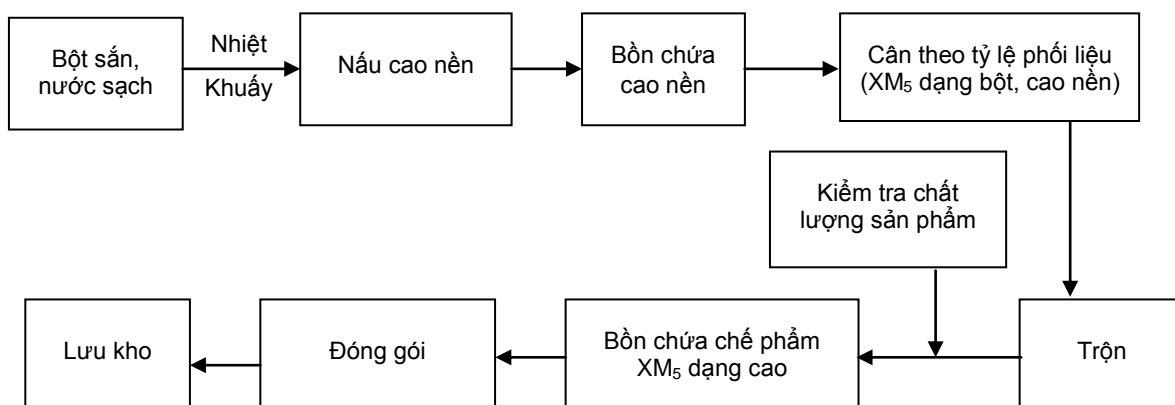 Bột sắn,
nước sạch
Nhiệt
Khuấy
Nấu cao nền
Bồn chứa
cao nền
Cân theo tỷ lệ phối liệu
(XM₅ dạng bột, cao nền)
Kiểm tra chất
lượng sản phẩm
Lưu kho
Đóng gói
Bồn chứa chế phẩm
XM₅ dạng cao
Trộn